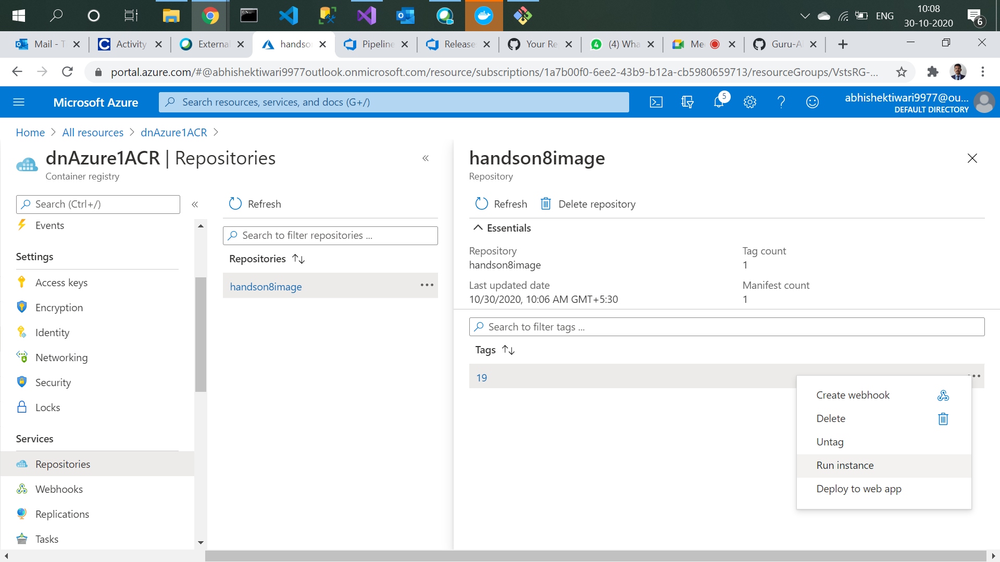 ENG
10:08
30-10-2020
6
Mail - T
Activity
External
handso
Pipeline
Release
Your Re
4
(4) Wha
Me
Guru-A
portal.azure.com/#@abhishektiwari9977outlook.onmicrosoft.com/resource/subscriptions/1a7b00f0-6ee2-43b9-b12a-cb5980659713/resourceGroups/VstsRG-...
Microsoft Azure
Search resources, services, and docs (G+/)
5
abhishektiwari9977@ou...
DEFAULT DIRECTORY
Home
All resources
dnAzure1ACR
dnAzure1ACR | Repositories
Container registry
Search (Ctrl+/)
Events
Settings
Access keys
Encryption
Identity
Networking
Security
Locks
Services
Repositories
Webhooks
Replications
Tasks
Refresh
Search to filter repositories ...
Repositories
handson8image
handson8image
Repository
Refresh
Delete repository
Essentials
Repository
handson8image
Tag count
1
Last updated date
10/30/2020, 10:06 AM GMT+5:30
Manifest count
1
Search to filter tags ...
Tags
19
Create webhook
Delete
Untag
Run instance
Deploy to web app